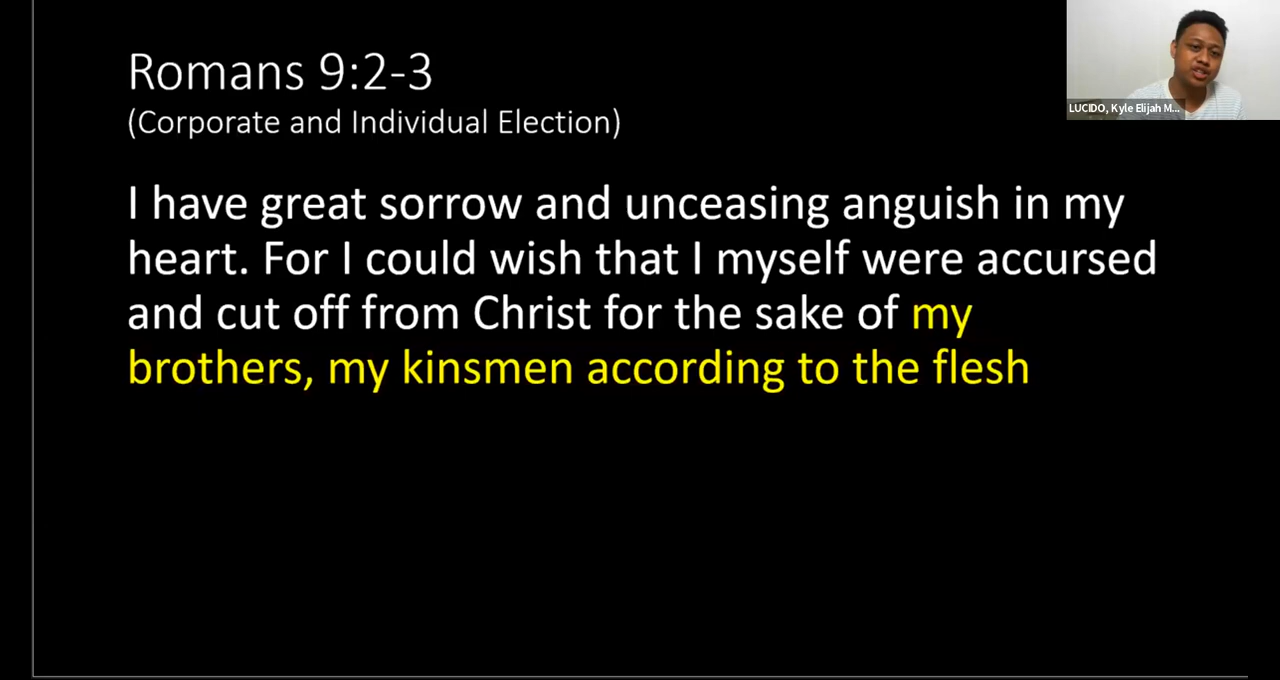 Romans 9:2-3
(Corporate and Individual Election)
I have great sorrow and unceasing anguish in my
heart. For I could wish that I myself were accursed
and cut off from Christ for the sake of my
brothers, my kinsmen according to the flesh
LUCIDO, Kyle Elijah M...